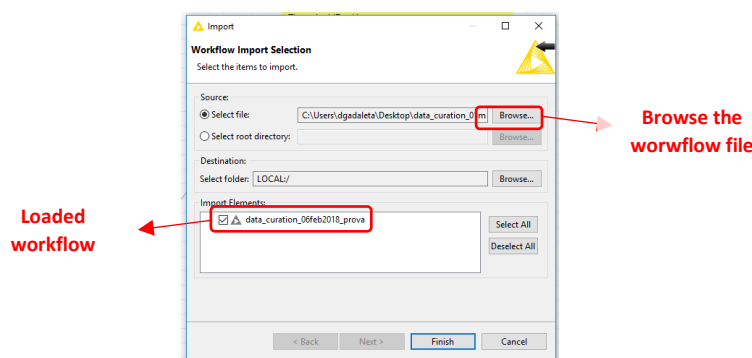 Import
Workflow Import Selection
Select the items to import.
Source:
Select file:
C:\Users\dgadaleta\Desktop\data_curation_0
m
Browse...
Select root directory:
Browse...
Destination:
Select folder:
LOCAL:/
Browse...
Import Elements:
data_curation_06feb2018_prova
Select All
Deselect All
< Back
Next >
Finish
Cancel
Browse the
worwflow file
Loaded
workflow